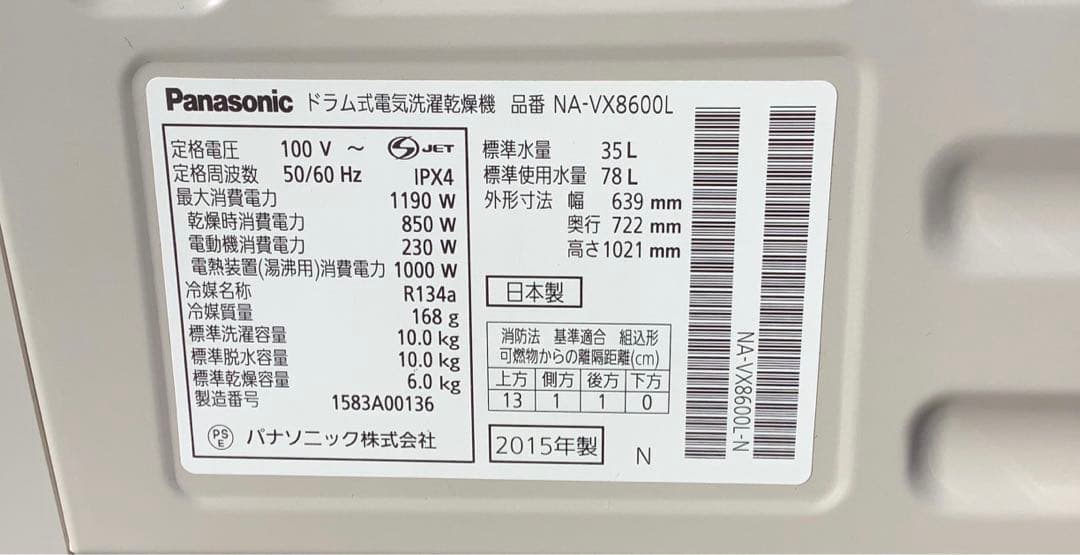 Panasonic ドラム式電気洗濯乾燥機 品番 NA-VX8600L
定格電圧 100 V ～ JET
定格周波数 50/60 Hz IPX4
最大消費電力 1190 W
乾燥時消費電力 850 W
電動機消費電力 230 W
電熱装置(湯沸用)消費電力 1000 W
冷媒名称 R134a
冷媒質量 168 g
標準洗濯容量 10.0 kg
標準脱水容量 10.0 kg
標準乾燥容量 6.0 kg
製造番号 1583A00136
PS E パナソニック株式会社
標準水量 35 L
標準使用水量 78 L
外形寸法 幅 639 mm
奥行 722 mm
高さ 1021 mm
日本製
消防法 基準適合 組込形
可燃物からの離隔距離(cm)
上方 側方 後方 下方
13 1 1 0
2015年製 N
NA-VX8600L-N